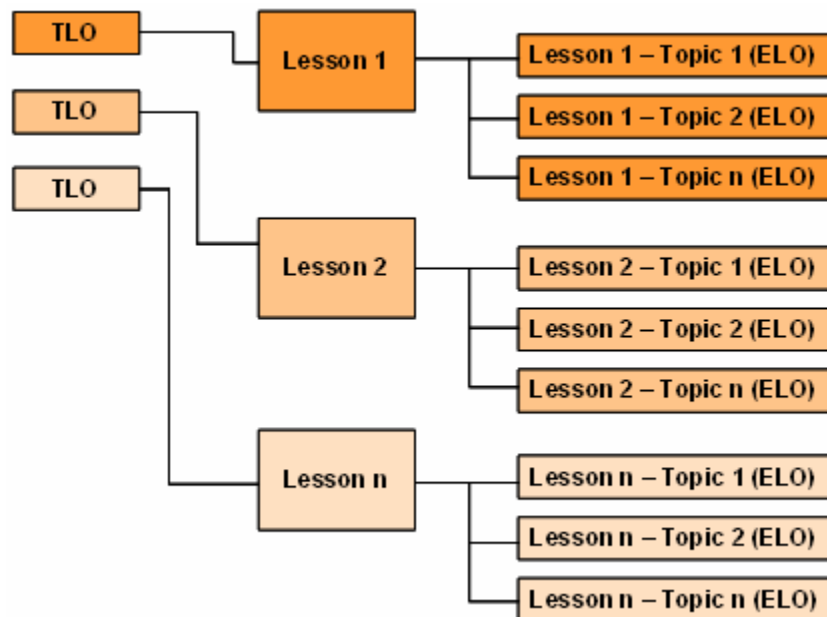 TLO
TLO
TLO
Lesson 1
Lesson 1 – Topic 1 (ELO)
Lesson 1 – Topic 2 (ELO)
Lesson 1 – Topic n (ELO)
Lesson 2
Lesson 2 – Topic 1 (ELO)
Lesson 2 – Topic 2 (ELO)
Lesson 2 – Topic n (ELO)
Lesson n
Lesson n – Topic 1 (ELO)
Lesson n – Topic 2 (ELO)
Lesson n – Topic n (ELO)